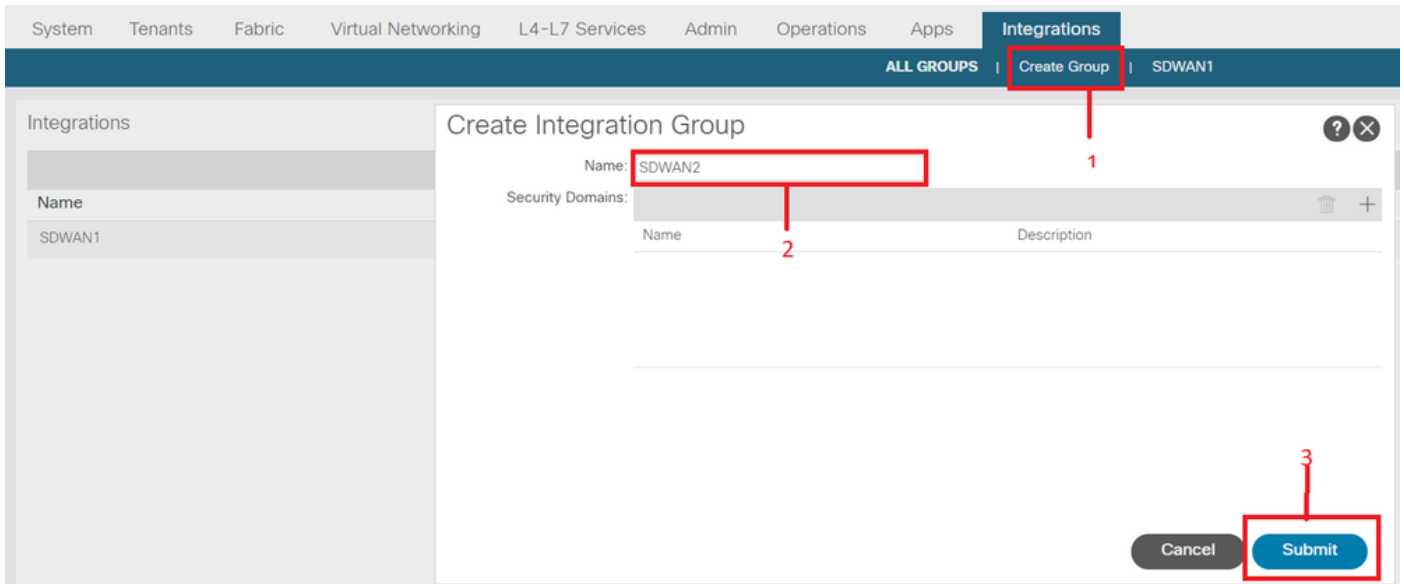 System Tenants Fabric Virtual Networking L4-L7 Services Admin Operations Apps Integrations
ALL GROUPS | Create Group | SDWAN1
Integrations
Create Integration Group
?
1
Name: SDWAN2
Security Domains:
Name
Name Description
2
SDWAN1
3
Cancel Submit